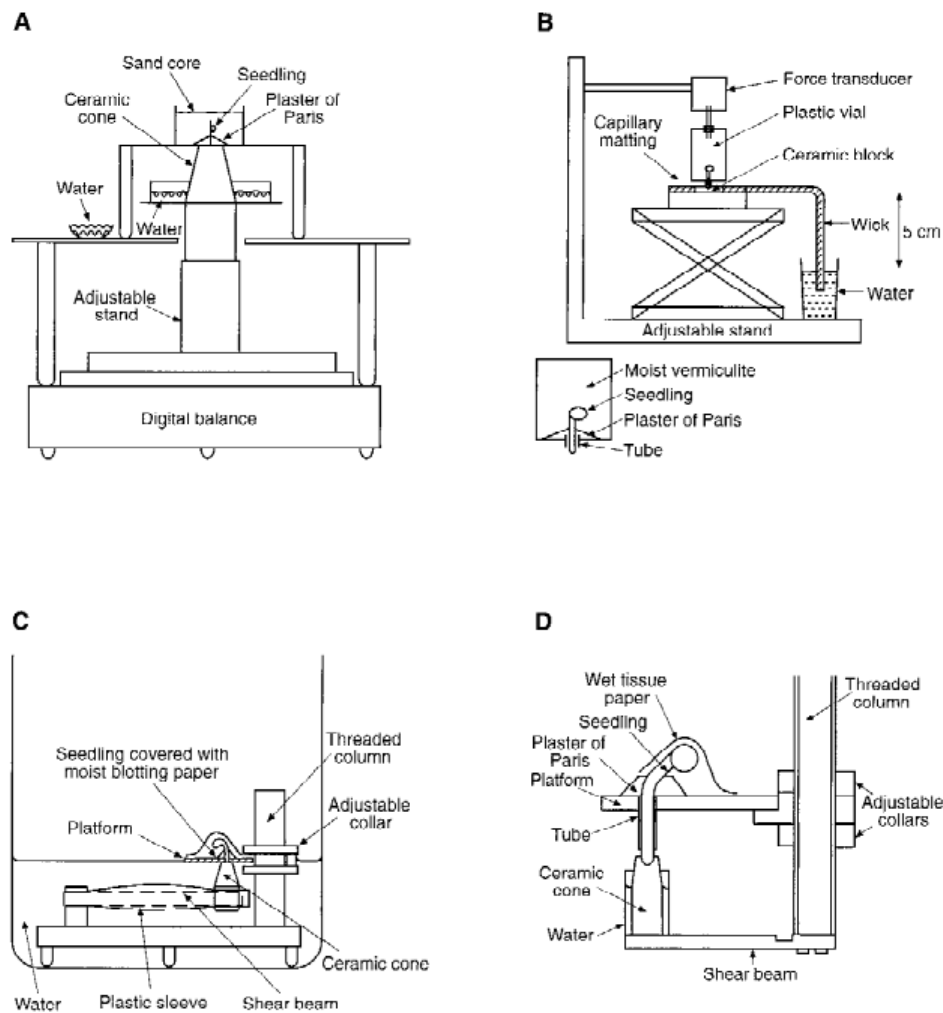 A
Sand core
Seedling
Ceramic
cone
Plaster of
Paris
Water
Water
Adjustable
stand
Digital balance
B
Force transducer
Plastic vial
Capillary
matting
Ceramic block
Wick
5 cm
Water
Adjustable stand
Moist vermiculite
Seedling
Plaster of Paris
Tube
C
Seedling covered with
moist blotting paper
Threaded
column
Platform
Adjustable
collar
Ceramic cone
Water
Plastic sleeve
Shear beam
D
Wet tissue
paper
Threaded
column
Seedling
Plaster of
Paris
Platform
Adjustable
collars
Tube
Ceramic
cone
Water
Shear beam